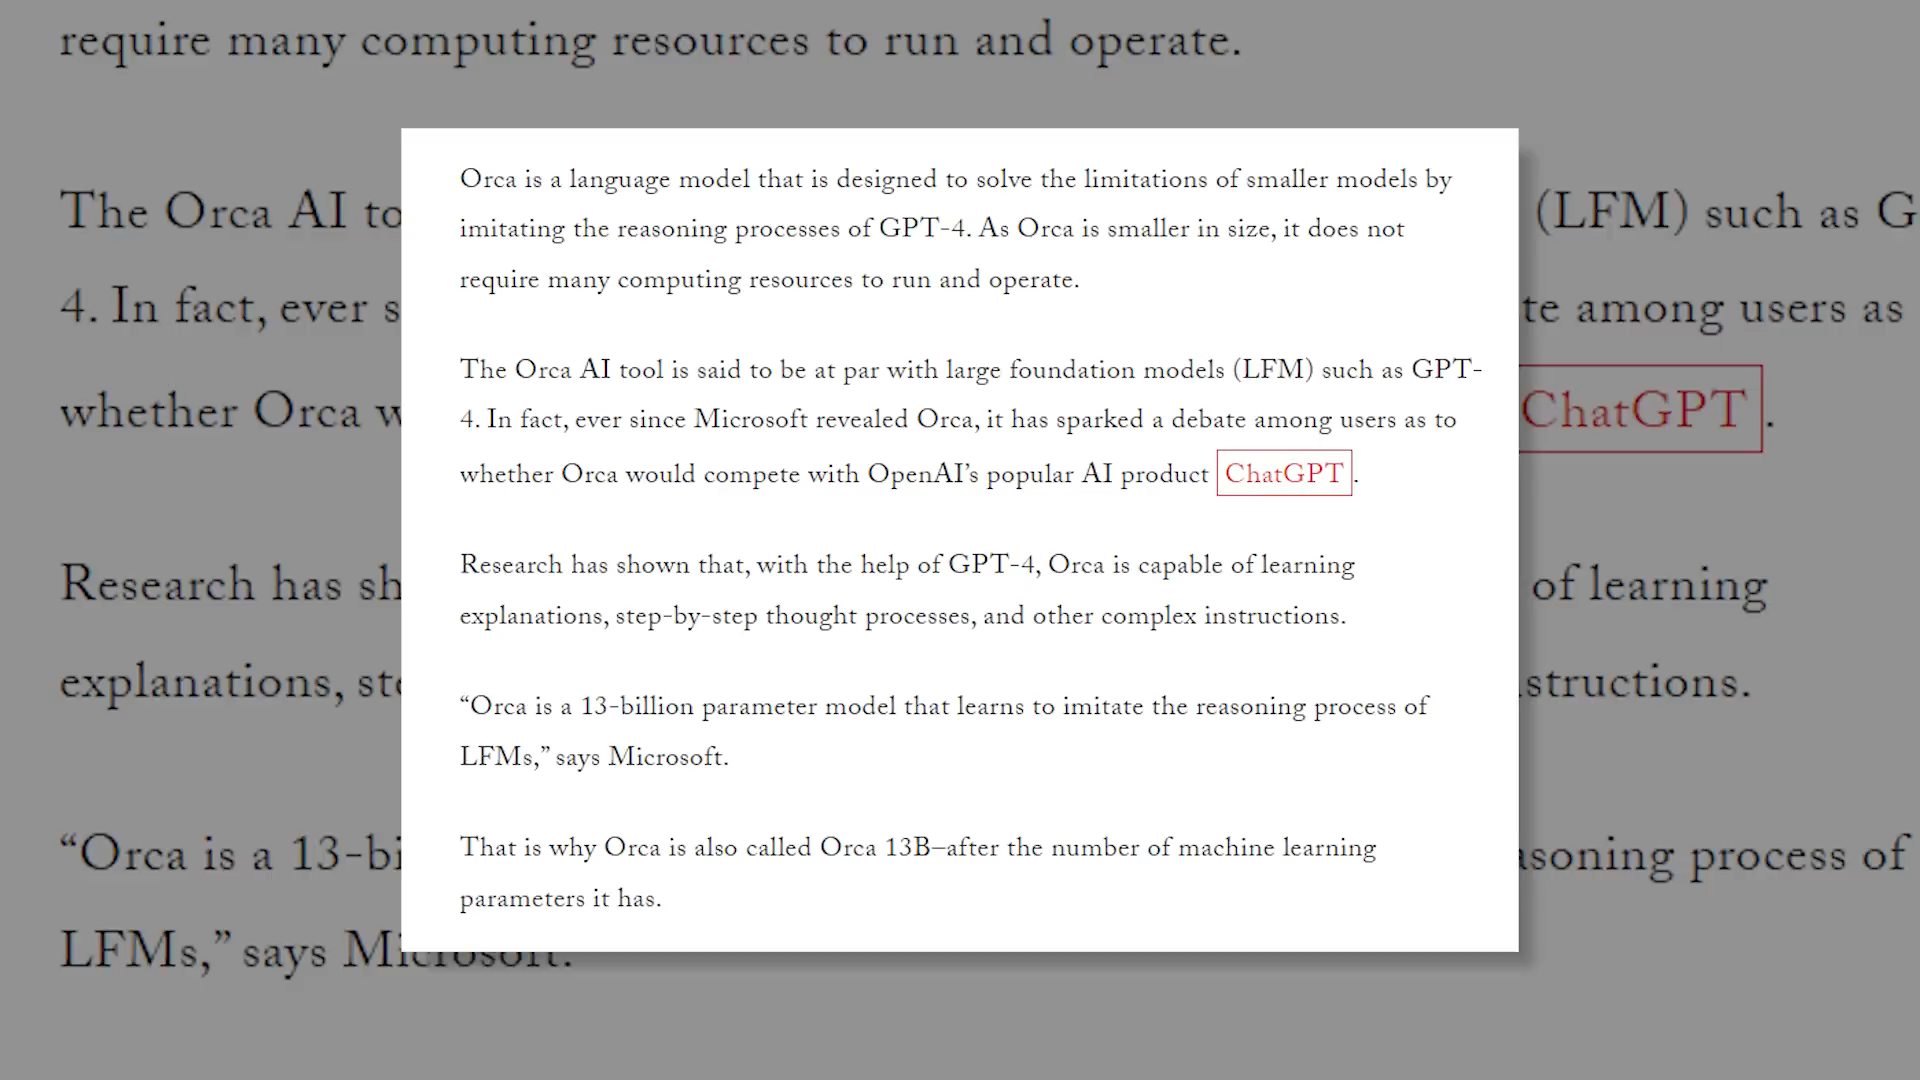 require many computing resources to run and operate.
Orca is a language model that is designed to solve the limitations of smaller models by
imitating the reasoning processes of GPT-4. As Orca is smaller in size, it does not
require many computing resources to run and operate.
The Orca AI tool is said to be at par with large foundation models (LFM) such as GPT-
4. In fact, ever since Microsoft revealed Orca, it has sparked a debate among users as to
whether Orca would compete with OpenAI’s popular AI product ChatGPT.
Research has shown that, with the help of GPT-4, Orca is capable of learning
explanations, step-by-step thought processes, and other complex instructions.
“Orca is a 13-billion parameter model that learns to imitate the reasoning process of
LFMs,” says Microsoft.
That is why Orca is also called Orca 13B—after the number of machine learning
parameters it has.
The Orca AI
(LFM) such as
4. In fact, ever
among users as
whether Orca
ChatGPT.
Research has
of learning
explanations,
“Orca is a
process of
LFMs,” says Microsoft.